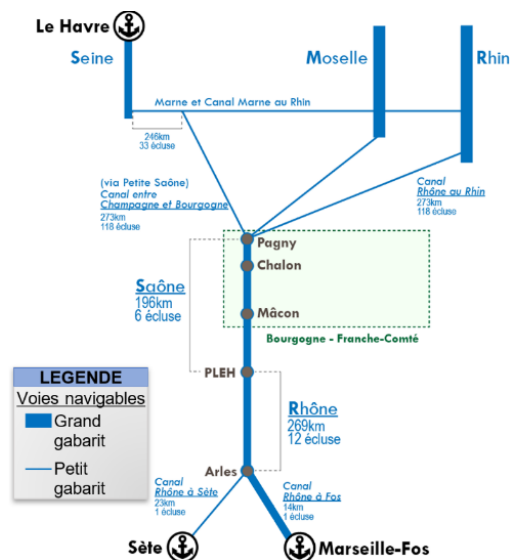 Le Havre
Seine
Moselle
Rhin
Marne et Canal Marne au Rhin
246km
33 écluse
(via Petite Saône)
Canal entre
Champagne et Bourgogne
273km
118 écluse
Canal
Rhône au Rhin
273km
118 écluse
Pagny
Chalon
Saône
196km
6 écluse
Mâcon
Bourgogne - Franche-Comté
PLEH
LEGENDE
Voies navigables
Grand
gabarit
Petit
gabarit
Rhône
269km
12 écluse
Arles
Canal
Rhône à Sète
23km
1 écluse
Canal
Rhône à Fos
14km
1 écluse
Sète
Marseille-Fos